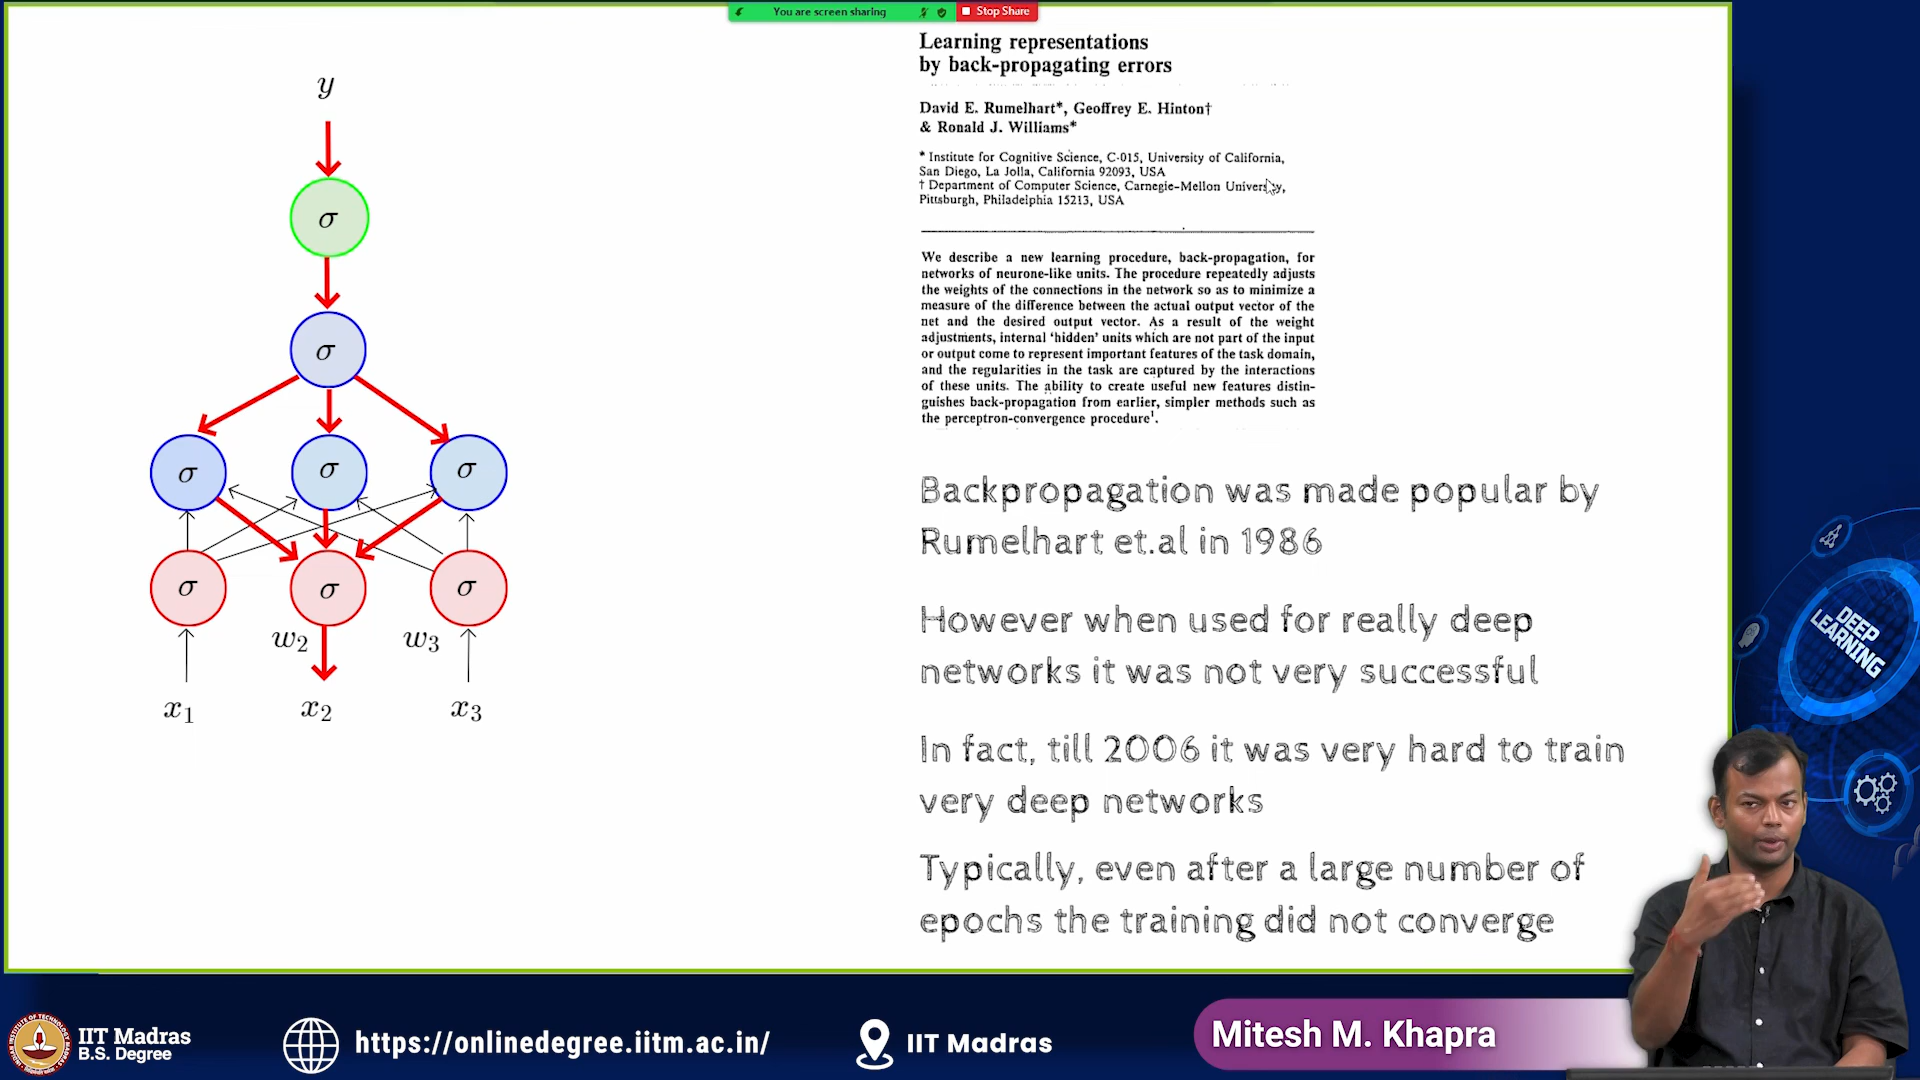 You are screen sharing
Stop Share
Learning representations
by back-propagating errors
David E. Rumelhart*, Geoffrey E. Hinton†
& Ronald J. Williams*
* Institute for Cognitive Science, C-015, University of California,
San Diego, La Jolla, California 92093, USA
† Department of Computer Science, Carnegie-Mellon University,
Pittsburgh, Philadelphia 15213, USA
We describe a new learning procedure, back-propagation, for
networks of neurone-like units. The procedure repeatedly adjusts
the weights of the connections in the network so as to minimize a
measure of the difference between the actual output vector of the
net and the desired output vector. As a result of the weight
adjustments, internal ‘hidden’ units which are not part of the input
or output come to represent important features of the task domain,
and the regularities in the task are captured by the interactions
of these units. The ability to create useful new features distin-
guishes back-propagation from earlier, simpler methods such as
the perceptron-convergence procedure¹.
y
σ
σ
σ σ σ
σ σ σ
w₂ w₃
x₁ x₂ x₃
Backpropagation was made popular by
Rumelhart et.al in 1986
However when used for really deep
networks it was not very successful
In fact, till 2006 it was very hard to train
very deep networks
Typically, even after a large number of
epochs the training did not converge
DEEP
LEARNING
IIT Madras
B.S. Degree
https://onlinedegree.iitm.ac.in/
IIT Madras
Mitesh M. Khapra